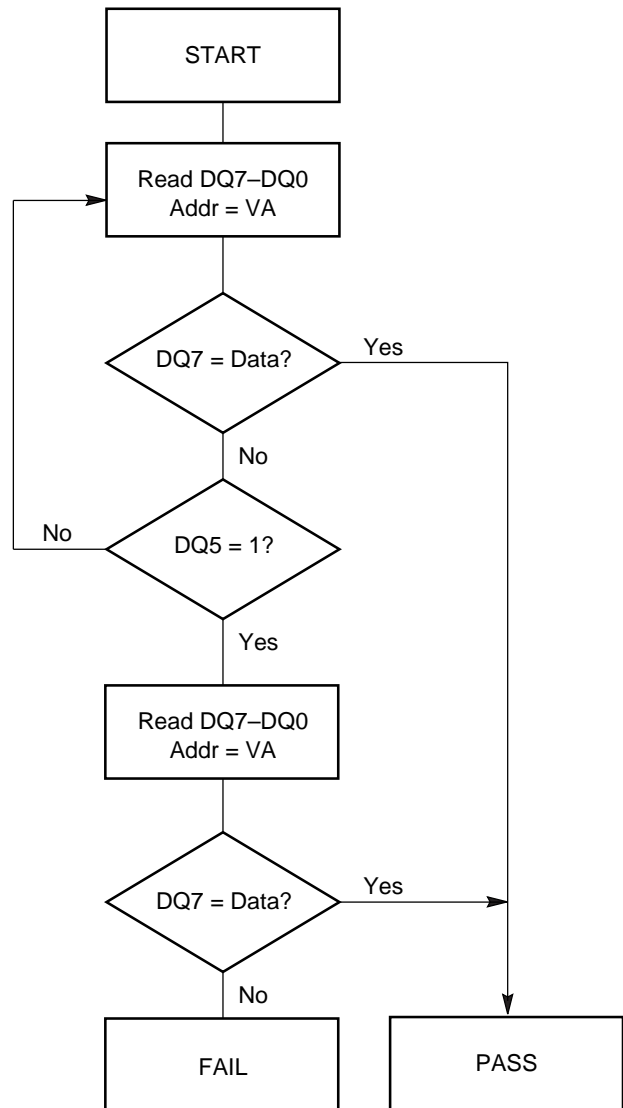 START
Read DQ7–DQ0
Addr = VA
DQ7 = Data?
Yes
No
No
DQ5 = 1?
Yes
Read DQ7–DQ0
Addr = VA
DQ7 = Data?
Yes
No
FAIL
PASS